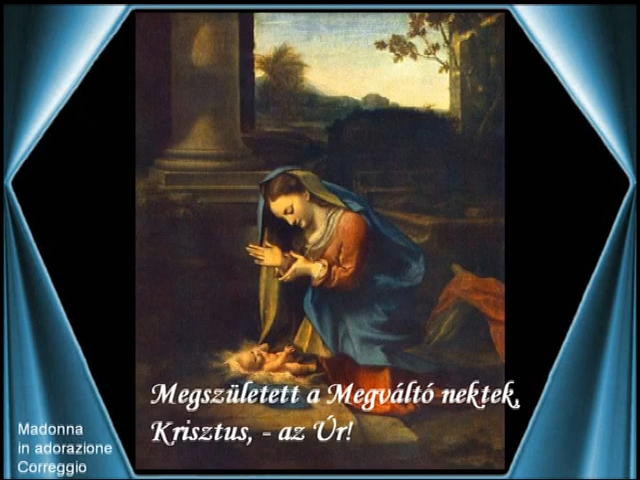 Megszületett a Megváltó nektek,
Krisztus, - az Úr!
Madonna
in adorazione
Correggio